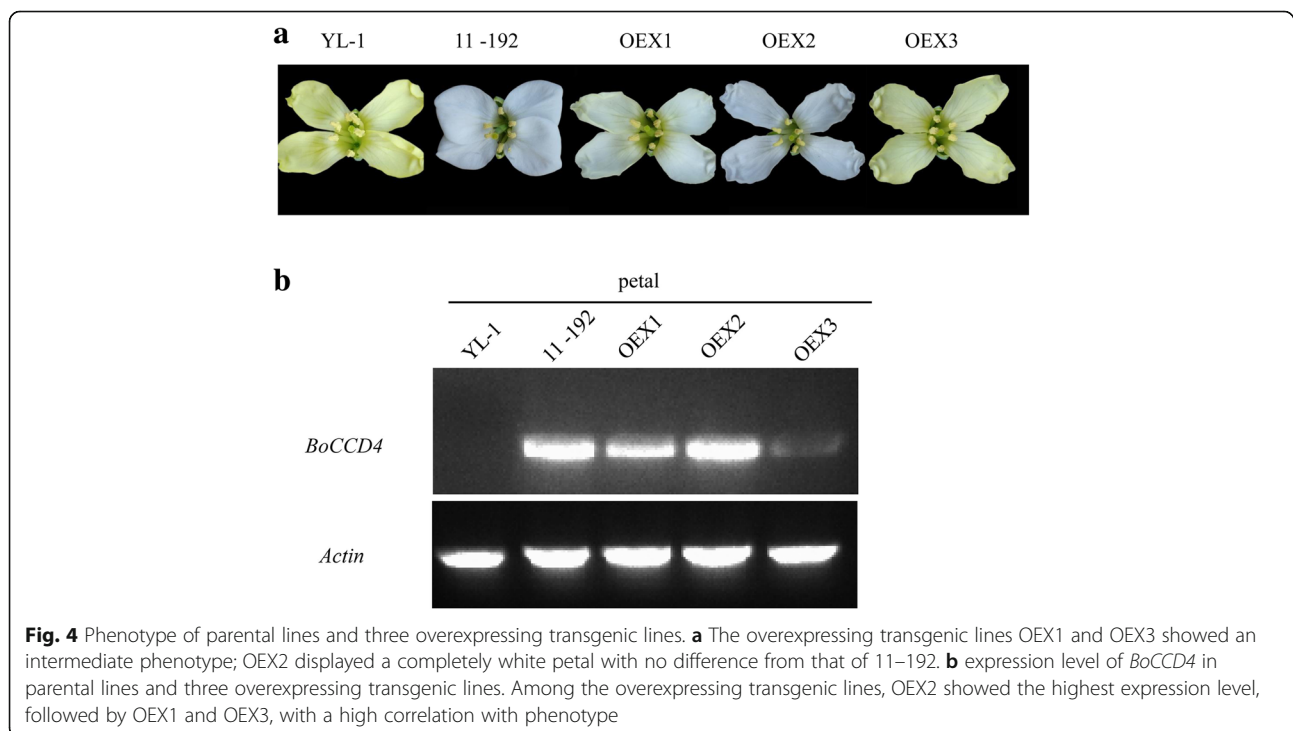 a
YL-1 11 -192 OEX1 OEX2 OEX3
b
petal
YL-1 11 -192 OEX1 OEX2 OEX3
BoCCD4
Actin
Fig. 4 Phenotype of parental lines and three overexpressing transgenic lines. a The overexpressing transgenic lines OEX1 and OEX3 showed an
intermediate phenotype; OEX2 displayed a completely white petal with no difference from that of 11–192. b expression level of BoCCD4 in
parental lines and three overexpressing transgenic lines. Among the overexpressing transgenic lines, OEX2 showed the highest expression level,
followed by OEX1 and OEX3, with a high correlation with phenotype